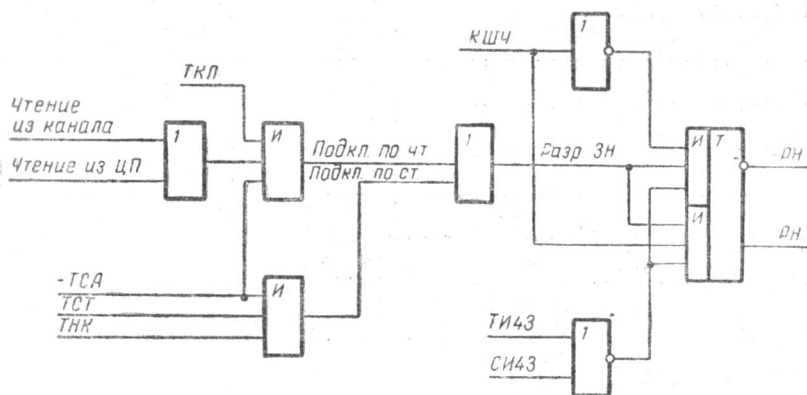 КШЧ
1
ТКЛ
Чтение
из канала
1
И
Подкл. по чт
1
Разр ЗН
И
Т
-РН
Чтение из ЦП
Подкл. по ст.
И
РН
-ТСА
И
ТСТ
ТНК
ТИ43
1
СИ43